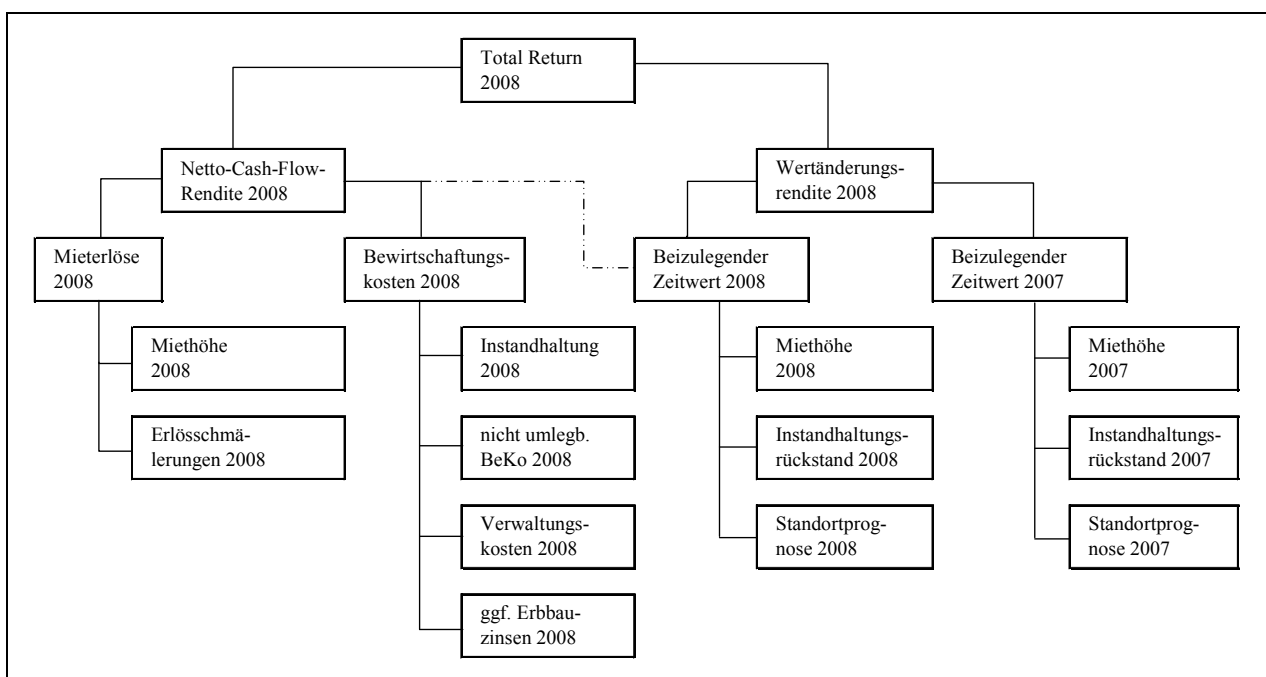 Total Return
2008
Netto-Cash-Flow-
Rendite 2008
Wertänderungs-
rendite 2008
Mieterlöse
2008
Bewirtschaftungs-
kosten 2008
Beizulegender
Zeitwert 2008
Beizulegender
Zeitwert 2007
Miethöhe
2008
Erlösschmä-
lerungen 2008
Instandhaltung
2008
nicht umlegb.
BeKo 2008
Verwaltungs-
kosten 2008
ggf. Erbbau-
zinsen 2008
Miethöhe
2008
Instandhaltungs-
rückstand 2008
Standortprog-
nose 2008
Miethöhe
2007
Instandhaltungs-
rückstand 2007
Standortprog-
nose 2007